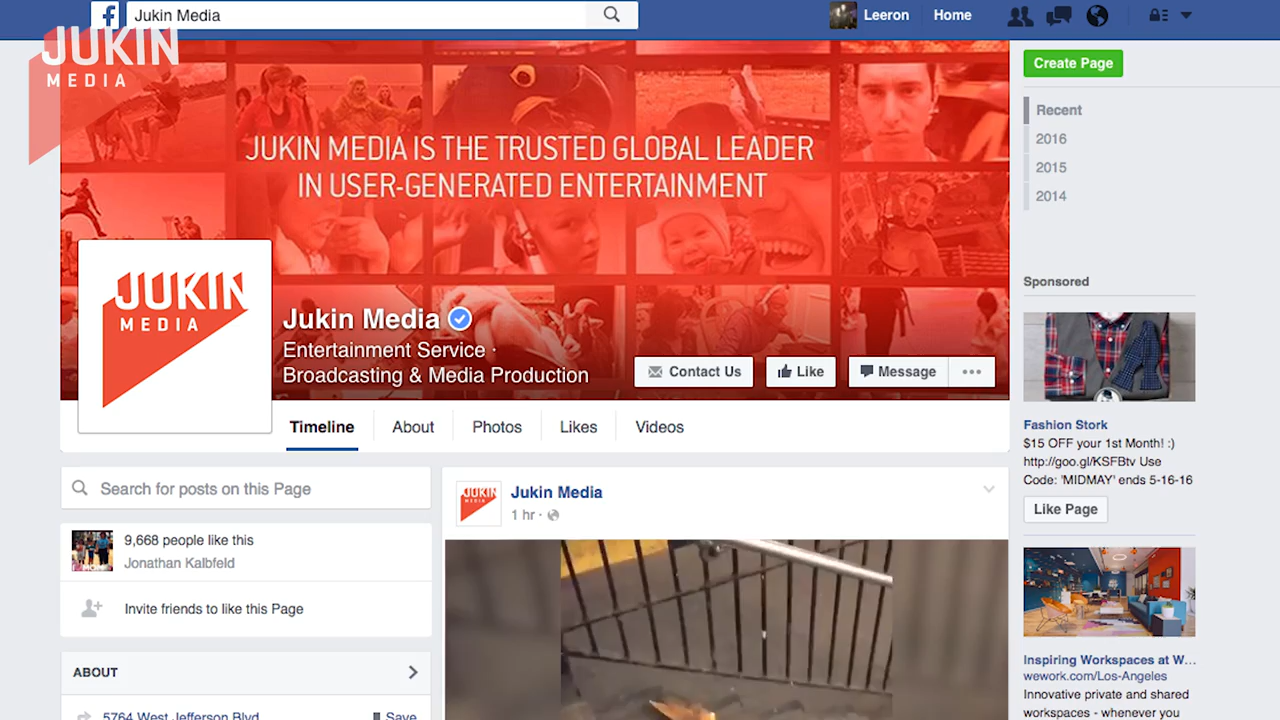 Jukin Media
Leeron
Home
JUKIN
MEDIA
JUKIN MEDIA IS THE TRUSTED GLOBAL LEADER
IN USER-GENERATED ENTERTAINMENT
JUKIN
MEDIA
Jukin Media
Entertainment Service ·
Broadcasting & Media Production
Contact Us
Like
Message
Timeline
About
Photos
Likes
Videos
Search for posts on this Page
9,668 people like this
Jonathan Kalbfeld
Invite friends to like this Page
ABOUT
5764 West Jefferson Blvd
Save
JUKIN
MEDIA
Jukin Media
1 hr ·
Create Page
Recent
2016
2015
2014
Sponsored
Fashion Stork
$15 OFF your 1st Month! :)
http://goo.gl/KSFBtv Use
Code: 'MIDMAY' ends 5-16-16
Like Page
Inspiring Workspaces at W...
wework.com/Los-Angeles
Innovative private and shared
workspaces - whenever you